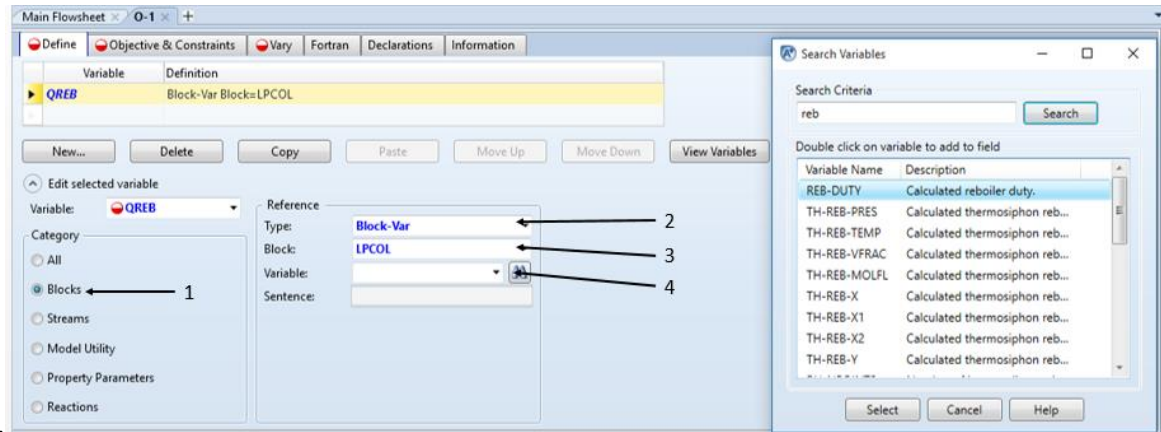 Main Flowsheet × O-1 × +
Define Objective & Constraints Vary Fortran Declarations Information
Variable Definition
QREB Block-Var Block=LPCOL
New... Delete Copy Paste Move Up Move Down View Variables
Edit selected variable
Variable: QREB
Category
All
Blocks
Streams
Model Utility
Property Parameters
Reactions
1
Reference
Type: Block-Var
Block: LPCOL
Variable:
Sentence:
2
3
4
Search Variables
Search Criteria
reb Search
Double click on variable to add to field
Variable Name Description
REB-DUTY Calculated reboiler duty.
TH-REB-PRES Calculated thermosiphon reb...
TH-REB-TEMP Calculated thermosiphon reb...
TH-REB-VFRAC Calculated thermosiphon reb...
TH-REB-MOLFL Calculated thermosiphon reb...
TH-REB-X Calculated thermosiphon reb...
TH-REB-X1 Calculated thermosiphon reb...
TH-REB-X2 Calculated thermosiphon reb...
TH-REB-Y Calculated thermosiphon reb...
Select Cancel Help